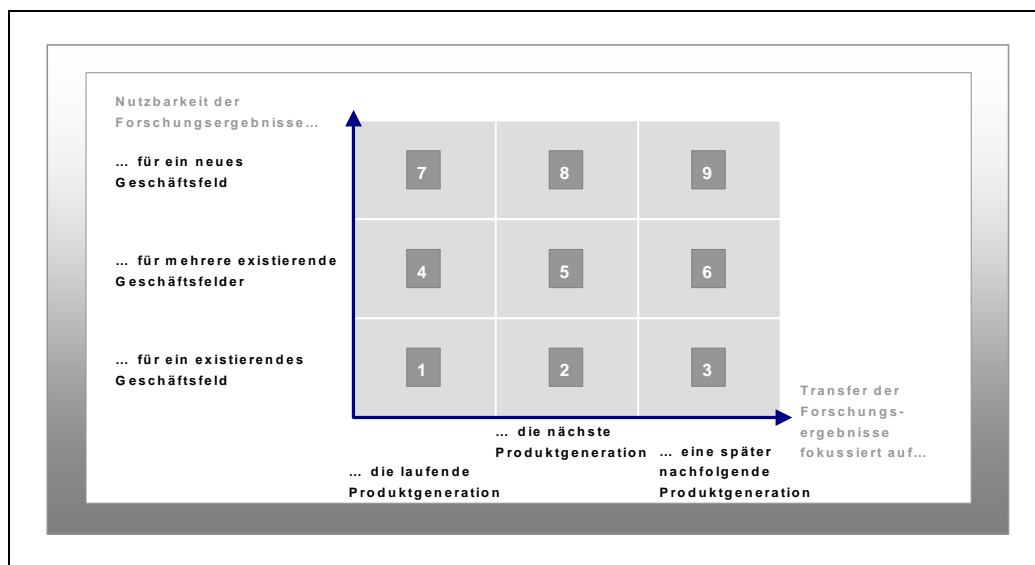 Nutzbarkeit der
Forschungsergebnisse…
… für ein neues
Geschäftsfeld
7 8 9
… für mehrere existierende
Geschäftsfelder
4 5 6
… für ein existierendes
Geschäftsfeld
1 2 3
Transfer der
Forschungs-
ergebnisse
fokussiert auf…
… die laufende
Produktgeneration
… die nächste
Produktgeneration
… eine später
nachfolgende
Produktgeneration